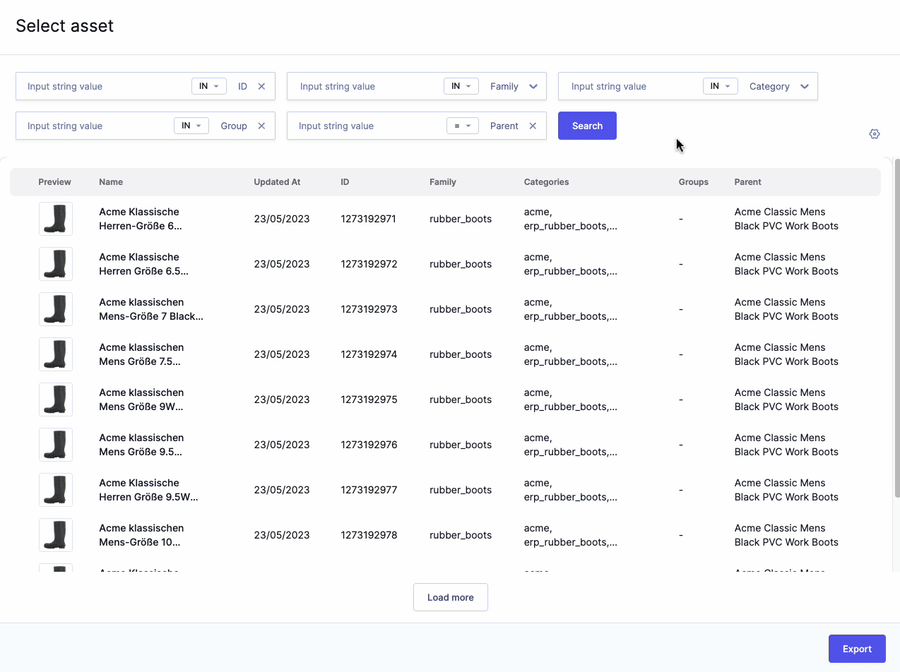 Select asset
Input string value IN ID
Input string value IN Family
Input string value IN Category
Input string value IN Group
Input string value = Parent
Search
Preview Name Updated At ID Family Categories Groups Parent
Acme Klassische acme, Acme Classic Mens
23/05/2023 1273192971 rubber_boots -
Herren-Größe 6... erp_rubber_boots,... Black PVC Work Boots
Acme Klassische acme, Acme Classic Mens
23/05/2023 1273192972 rubber_boots -
Herren Größe 6.5... erp_rubber_boots,... Black PVC Work Boots
Acme klassischen acme, Acme Classic Mens
23/05/2023 1273192973 rubber_boots -
Mens-Größe 7 Black... erp_rubber_boots,... Black PVC Work Boots
Acme klassischen acme, Acme Classic Mens
23/05/2023 1273192974 rubber_boots -
Mens Größe 7.5... erp_rubber_boots,... Black PVC Work Boots
Acme klassischen acme, Acme Classic Mens
23/05/2023 1273192975 rubber_boots -
Mens Größe 9W... erp_rubber_boots,... Black PVC Work Boots
Acme klassischen acme, Acme Classic Mens
23/05/2023 1273192976 rubber_boots -
Mens Größe 9.5... erp_rubber_boots,... Black PVC Work Boots
Acme Klassische acme, Acme Classic Mens
23/05/2023 1273192977 rubber_boots -
Herren Größe 9.5W... erp_rubber_boots,... Black PVC Work Boots
Acme klassischen acme, Acme Classic Mens
23/05/2023 1273192978 rubber_boots -
Mens-Größe 10... erp_rubber_boots,... Black PVC Work Boots
Load more
Export